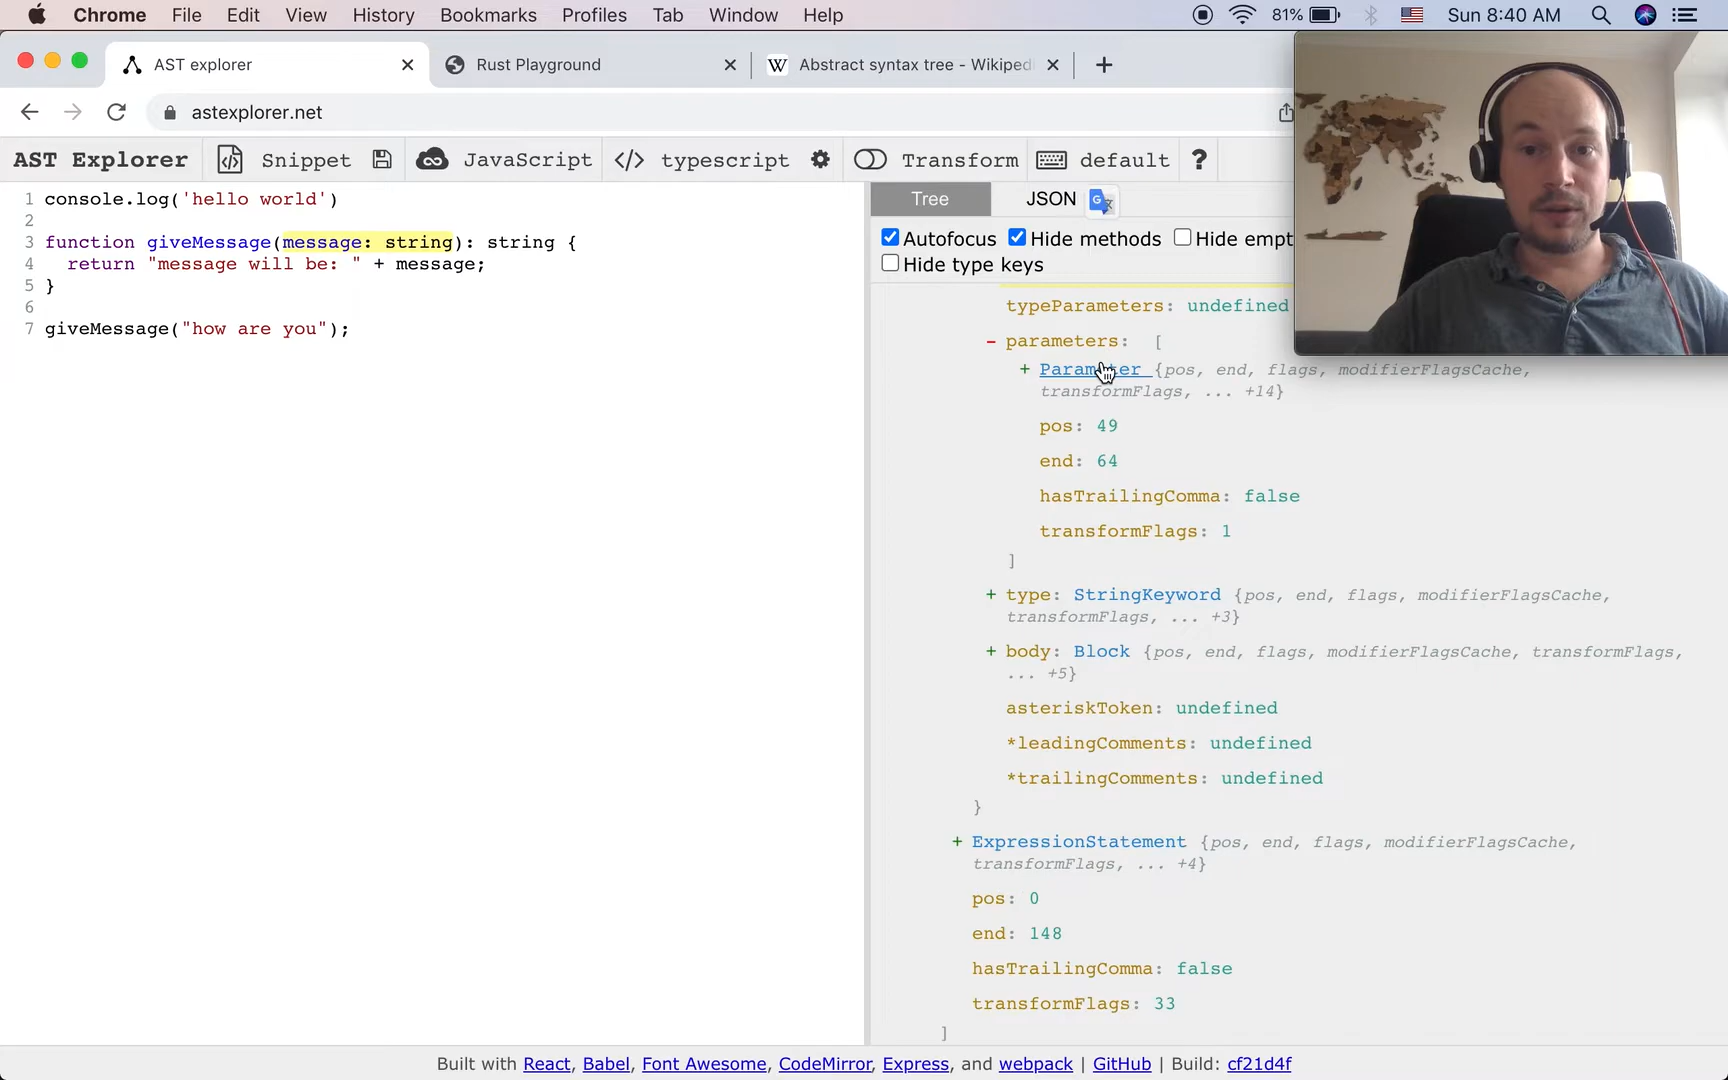 Chrome File Edit View History Bookmarks Profiles Tab Window Help 81% Sun 8:40 AM
AST explorer Rust Playground W Abstract syntax tree - Wikiped
astexplorer.net
AST Explorer Snippet JavaScript </> typescript Transform default ?
1 console.log('hello world')
2
3 function giveMessage(message: string): string {
4 return "message will be: " + message;
5 }
6
7 giveMessage("how are you");
Tree JSON
Autofocus Hide methods Hide empt
Hide type keys
typeParameters: undefined
- parameters: [
+ Parameter {pos, end, flags, modifierFlagsCache,
transformFlags, ... +14}
pos: 49
end: 64
hasTrailingComma: false
transformFlags: 1
]
+ type: StringKeyword {pos, end, flags, modifierFlagsCache,
transformFlags, ... +3}
+ body: Block {pos, end, flags, modifierFlagsCache, transformFlags,
... +5}
asteriskToken: undefined
*leadingComments: undefined
*trailingComments: undefined
}
+ ExpressionStatement {pos, end, flags, modifierFlagsCache,
transformFlags, ... +4}
pos: 0
end: 148
hasTrailingComma: false
transformFlags: 33
]
Built with React, Babel, Font Awesome, CodeMirror, Express, and webpack | GitHub | Build: cf21d4f